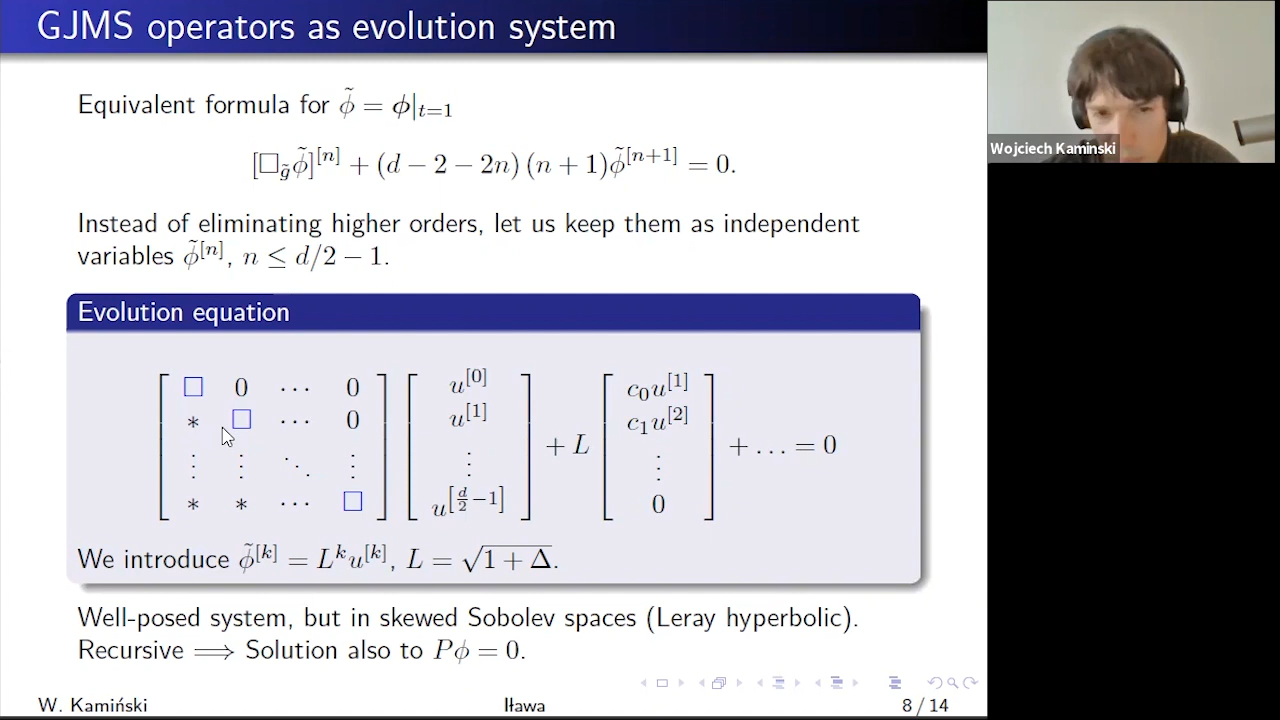 GJMS operators as evolution system
Equivalent formula for ϕ̃ = ϕ|t=1
[□g̃ϕ̃][n] + (d − 2 − 2n) (n + 1)ϕ̃[n+1] = 0.
Instead of eliminating higher orders, let us keep them as independent
variables ϕ̃[n], n ≤ d/2 − 1.
Evolution equation
□ 0 ⋯ 0 u[0] c0u[1]
∗ □ ⋯ 0 u[1] c1u[2]
⋮ ⋮ ⋱ ⋮ ⋮ + L ⋮ + … = 0
∗ ∗ ⋯ □ u[d/2−1] 0
We introduce ϕ̃[k] = Lku[k], L = √1 + Δ.
Well-posed system, but in skewed Sobolev spaces (Leray hyperbolic).
Recursive ⟹ Solution also to Pϕ = 0.
W. Kamiński Iława 8 / 14
Wojciech Kaminski